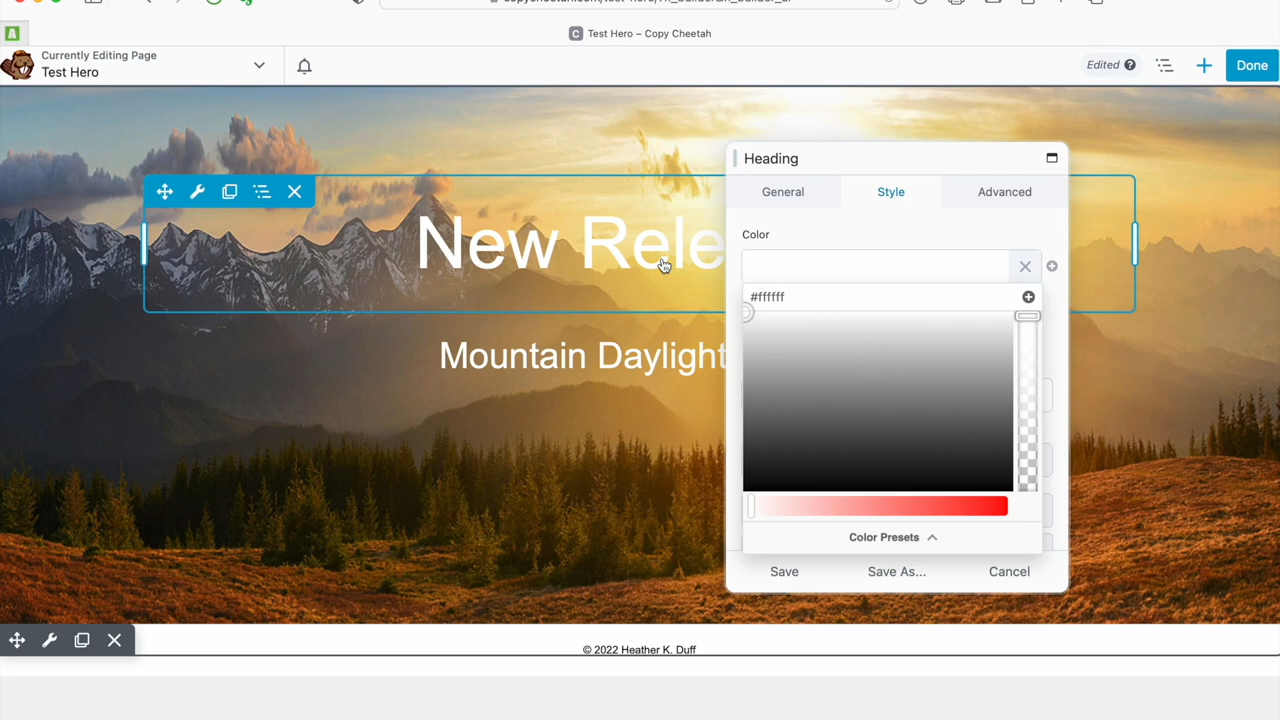 Test Hero – Copy Cheetah
Currently Editing Page
Test Hero
Edited
Done
Heading
General Style Advanced
Color
New Rele
#ffffff
Mountain Daylight
Color Presets
Save Save As... Cancel
© 2022 Heather K. Duff